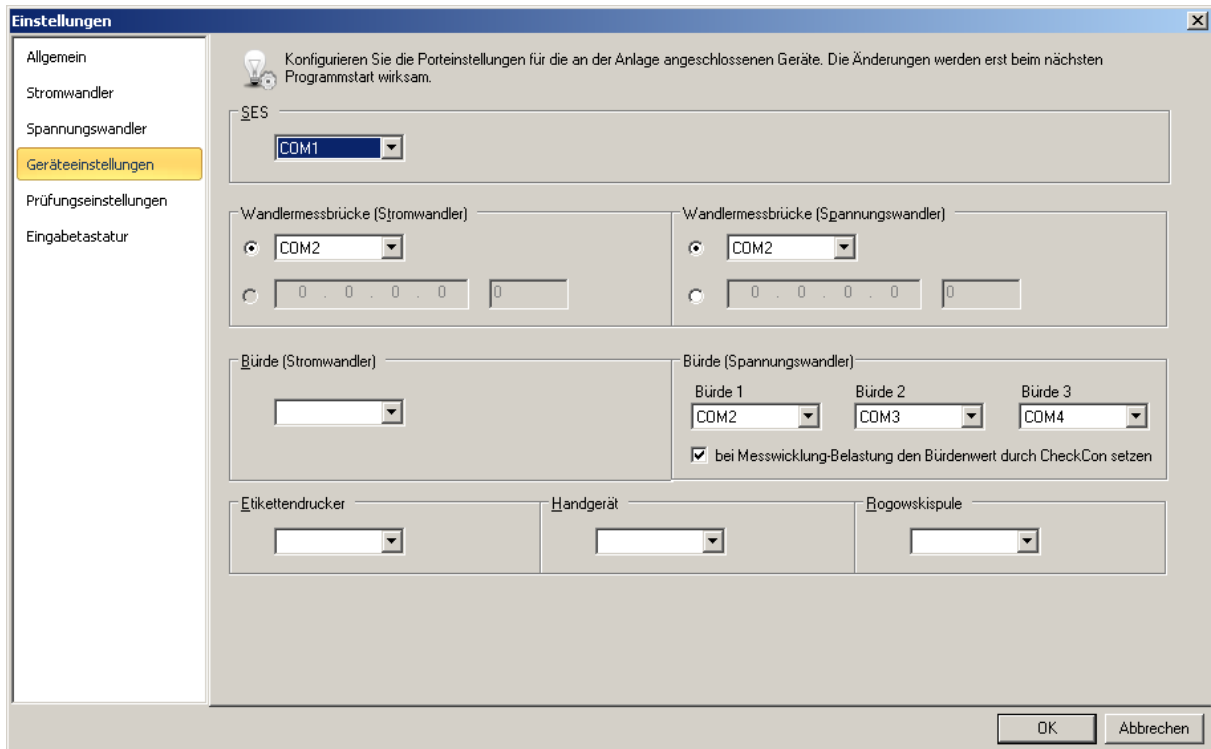 Einstellungen
Allgemein
Stromwandler
Spannungswandler
Geräteeinstellungen
Prüfungseinstellungen
Eingabetastatur
Konfigurieren Sie die Porteinstellungen für die an der Anlage angeschlossenen Geräte. Die Änderungen werden erst beim nächsten
Programmstart wirksam.
SES
COM1
Wandlermessbrücke (Stromwandler)
COM2
0 . 0 . 0 . 0 0
Wandlermessbrücke (Spannungswandler)
COM2
0 . 0 . 0 . 0 0
Bürde (Stromwandler)
Bürde (Spannungswandler)
Bürde 1 Bürde 2 Bürde 3
COM2 COM3 COM4
bei Messwicklung-Belastung den Bürdenwert durch CheckCon setzen
Etikettendrucker
Handgerät
Rogowskispule
OK Abbrechen